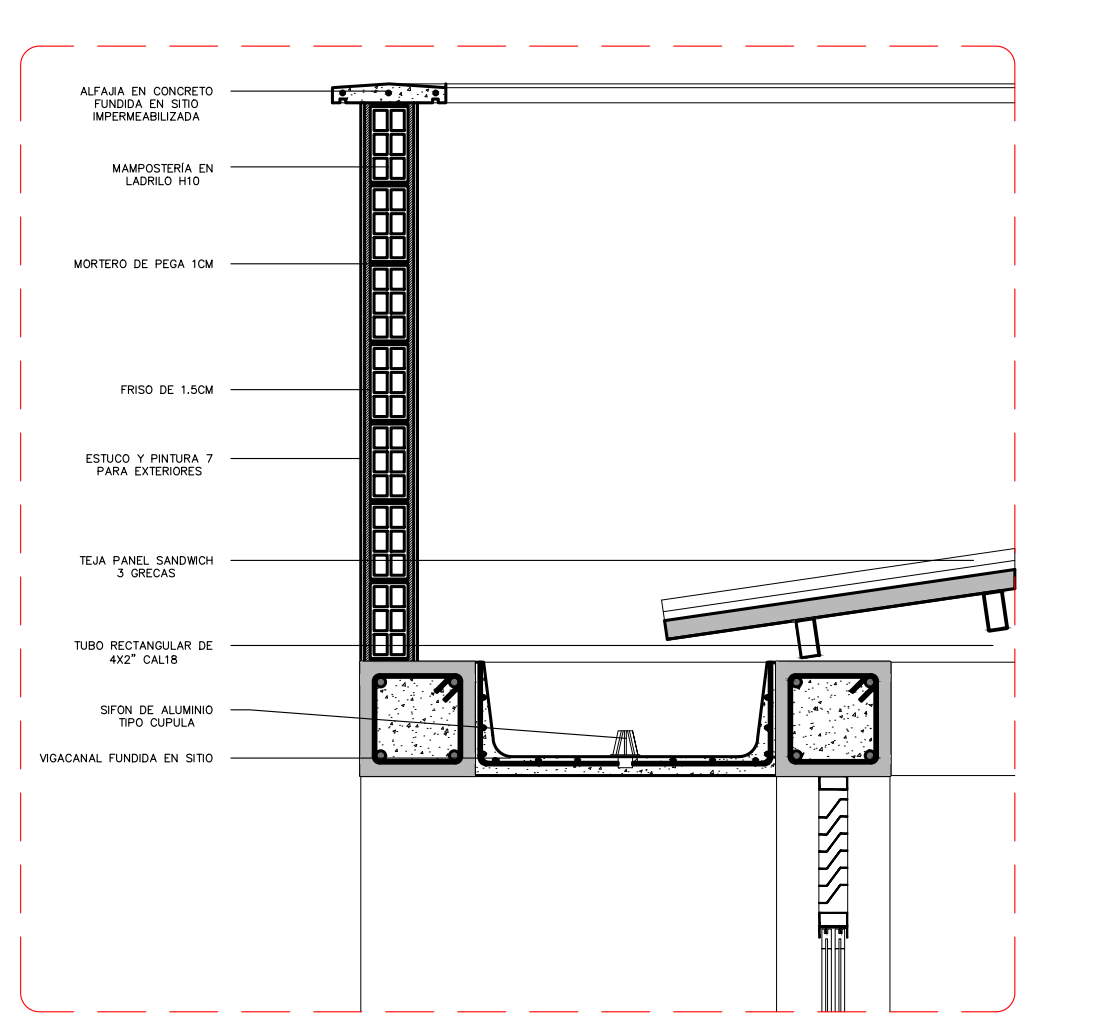 ALFAJIA EN CONCRETO
FUNDIDA EN SITIO
IMPERMEABILIZADA
MAMPOSTERÍA EN
LADRILO H10
MORTERO DE PEGA 1CM
FRISO DE 1.5CM
ESTUCO Y PINTURA 7
PARA EXTERIORES
TEJA PANEL SANDWICH
3 GRECAS
TUBO RECTANGULAR DE
4X2" CAL18
SIFON DE ALUMINIO
TIPO CUPULA
VIGACANAL FUNDIDA EN SITIO